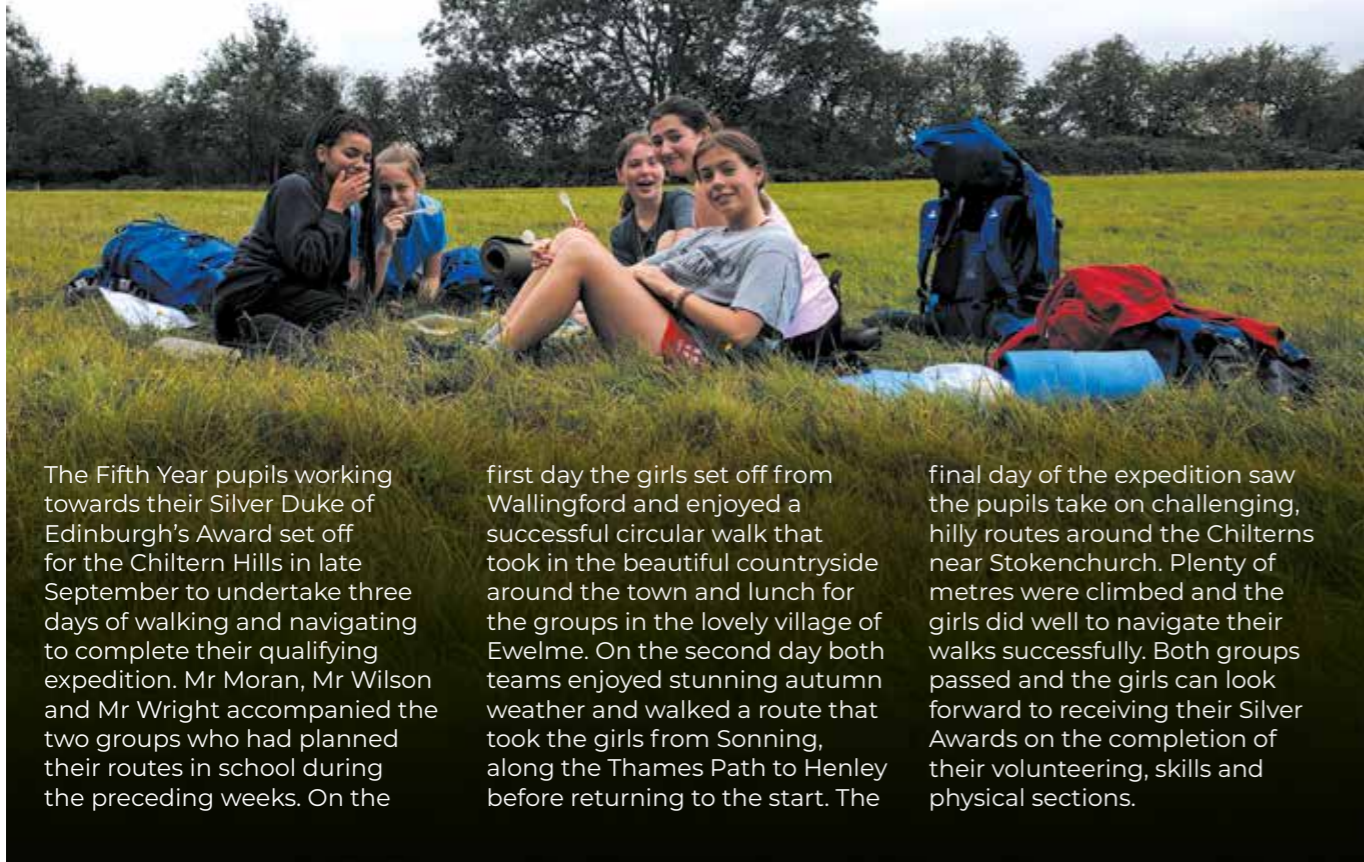 The Fifth Year pupils working
towards their Silver Duke of
Edinburgh’s Award set off
for the Chiltern Hills in late
September to undertake three
days of walking and navigating
to complete their qualifying
expedition. Mr Moran, Mr Wilson
and Mr Wright accompanied the
two groups who had planned
their routes in school during
the preceding weeks. On the
first day the girls set off from
Wallingford and enjoyed a
successful circular walk that
took in the beautiful countryside
around the town and lunch for
the groups in the lovely village of
Ewelme. On the second day both
teams enjoyed stunning autumn
weather and walked a route that
took the girls from Sonning,
along the Thames Path to Henley
before returning to the start. The
final day of the expedition saw
the pupils take on challenging,
hilly routes around the Chilterns
near Stokenchurch. Plenty of
metres were climbed and the
girls did well to navigate their
walks successfully. Both groups
passed and the girls can look
forward to receiving their Silver
Awards on the completion of
their volunteering, skills and
physical sections.